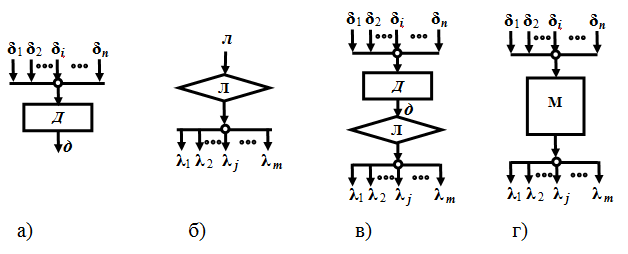 δ1 δ2 δi δn
Д
д
а)
л
Л
λ1 λ2 λj λm
б)
δ1 δ2 δi δn
Д
д
Л
λ1 λ2 λj λm
в)
δ1 δ2 δi δn
М
λ1 λ2 λj λm
г)